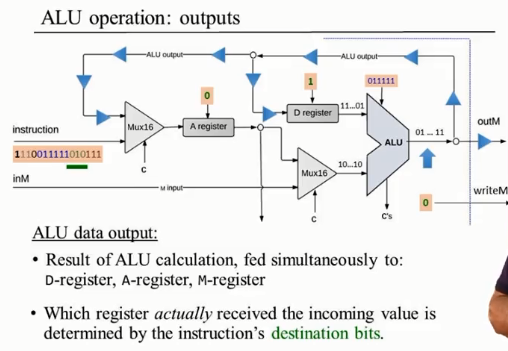 ALU operation: outputs
ALU output
ALU output
0
1
011111
D register
11...01
Mux16
A register
instruction
1110011111010111
ALU
01 ... 11
outM
c
Mux16
10...10
inM
M input
0
writeM
c
C's
ALU data output:
• Result of ALU calculation, fed simultaneously to:
D-register, A-register, M-register
• Which register actually received the incoming value is
determined by the instruction's destination bits.